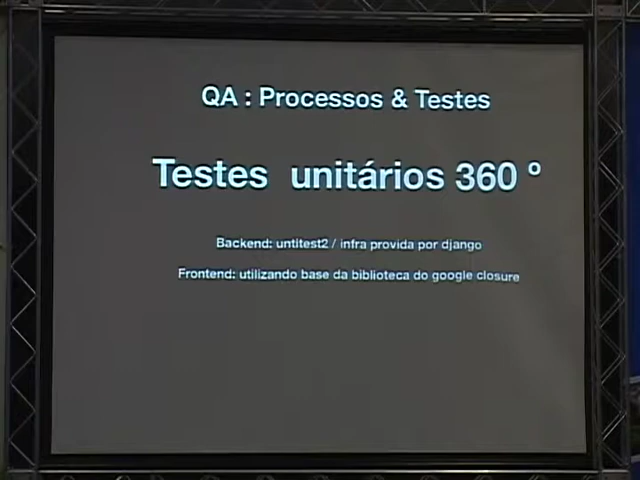 QA : Processos & Testes
Testes unitários 360 º
Backend: untitest2 / infra provida por django
Frontend: utilizando base da biblioteca do google closure